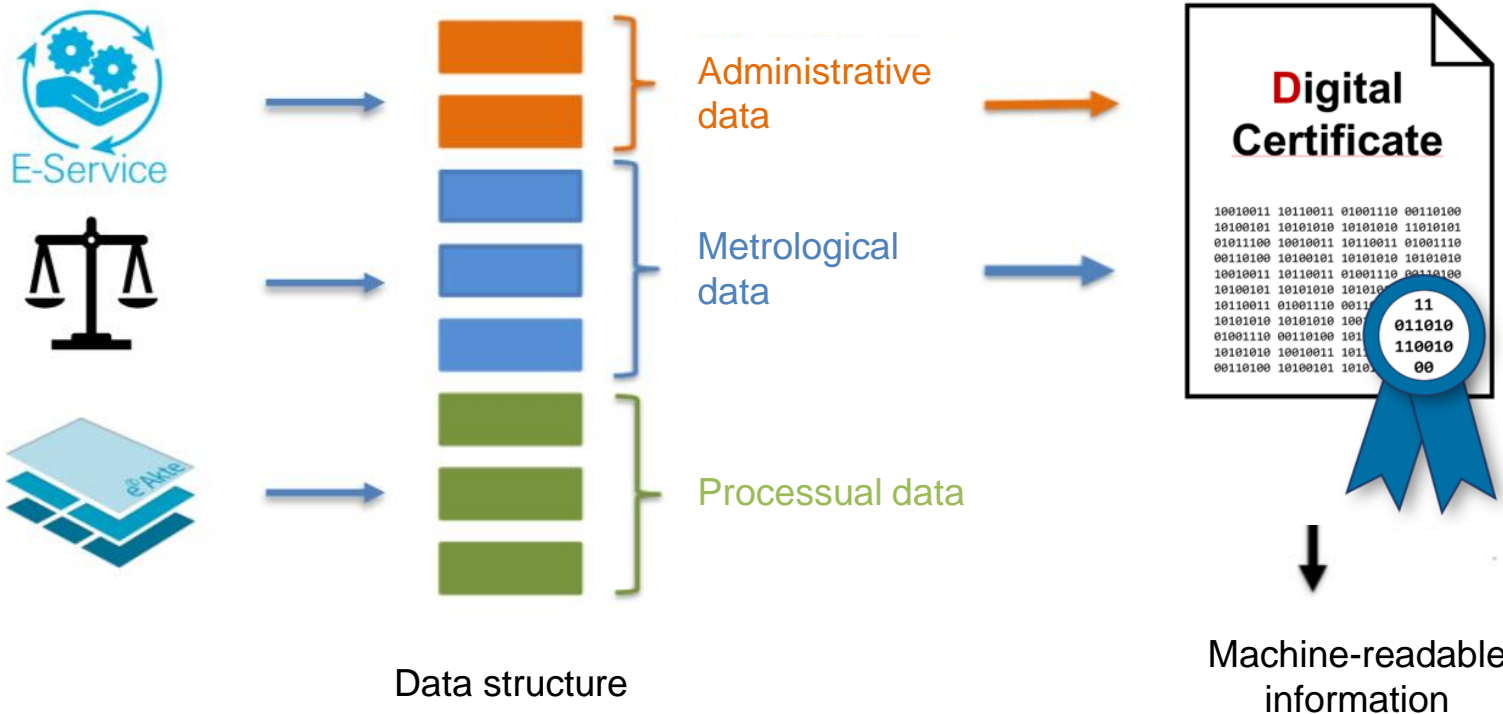 E-Service
Administrative
data
Metrological
data
e Akte
Processual data
Data structure
Digital
Certificate
10010011 10110011 01001110 00110100
10100101 10101010 10101010 11010101
01011100 10010011 10110011 01001110
00110100 10100101 10101010 10101010
10010011 10110011 01001110 00110100
10100101 10101010
10110011 01001110
10101010 10101010
01001110 00110100
10101010 10010011
00110100 10100101
11
011010
110010
00
Machine-readable
information